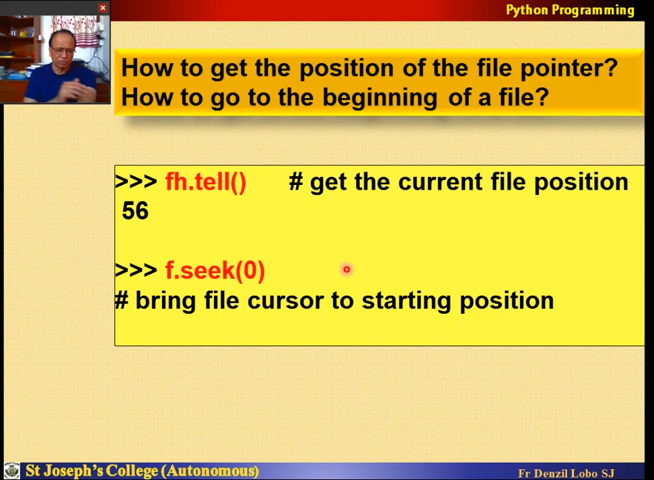 Python Programming
How to get the position of the file pointer?
How to go to the beginning of a file?
>>> fh.tell() # get the current file position
56
>>> f.seek(0)
# bring file cursor to starting position
St Joseph's College (Autonomous)
Fr Denzil Lobo SJ